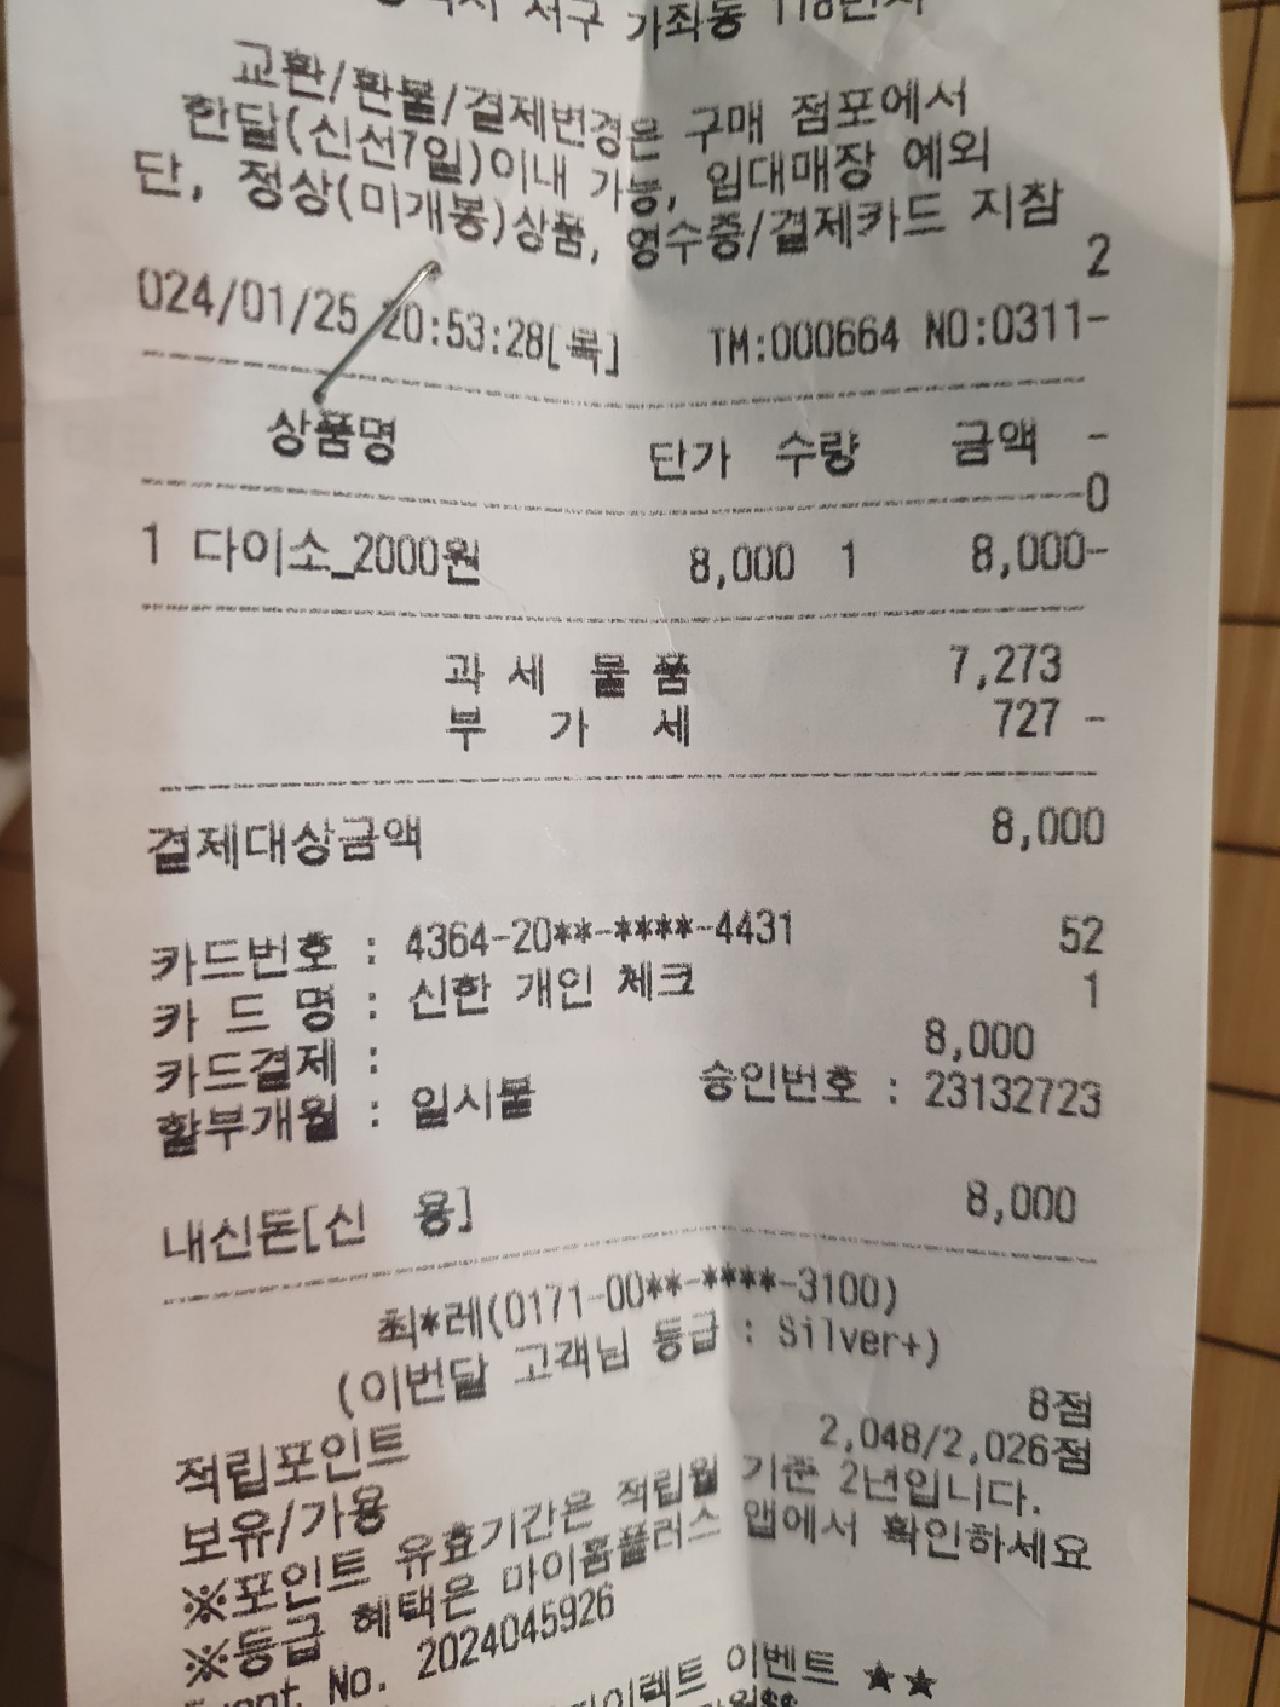 서구 가좌동 118번지
교환/환불/결제변경은 구매 점포에서
한달(신선7일)이내 가능, 임대매장 예외
단, 정상(미개봉)상품, 영수증/결제카드 지참
2
024/01/25 20:53:28[목] TM:000664 NO:0311-
상품명 단가 수량 금액 -
0
1 다이소_2000원 8,000 1 8,000-
과 세 물 품 7,273
부 가 세 727 -
결제대상금액 8,000
카드번호 : 4364-20**-****-4431 52
카 드 명 : 신한 개인 체크 1
카드결제 : 8,000
할부개월 : 일시불 승인번호 : 23132723
내신돈[신 용] 8,000
최*레(0171-00**-****-3100)
(이번달 고객님 등급 : Silver+)
적립포인트 8점
보유/가용 2,048/2,026점
※포인트 유효기간은 적립월 기준 2년입니다.
※등급 혜택은 마이홈플러스 앱에서 확인하세요
No. 2024045926
이벤트 ★★